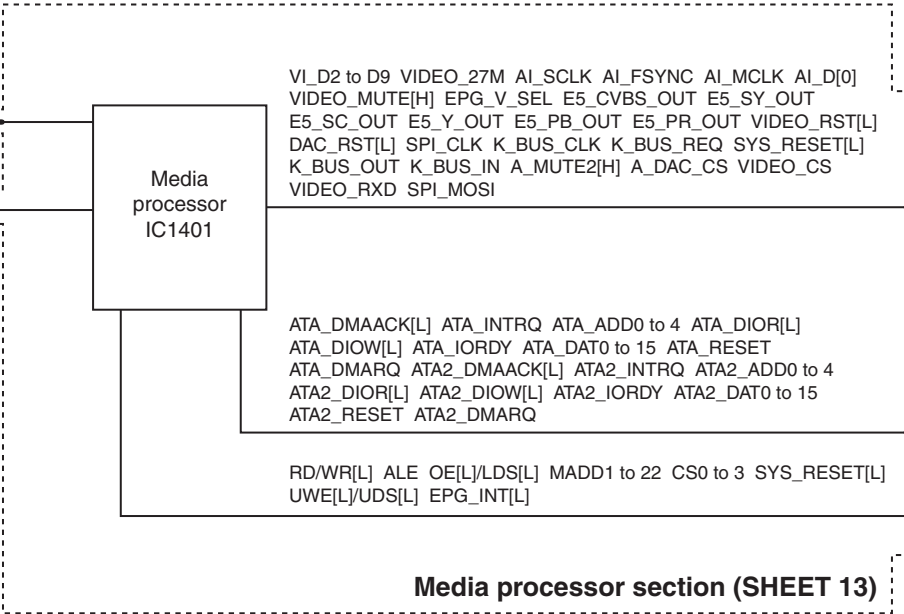 VI_D2 to D9 VIDEO_27M AI_SCLK AI_FSYNC AI_MCLK AI_D[0]
VIDEO_MUTE[H] EPG_V_SEL E5_CVBS_OUT E5_SY_OUT
E5_SC_OUT E5_Y_OUT E5_PB_OUT E5_PR_OUT VIDEO_RST[L]
DAC_RST[L] SPI_CLK K_BUS_CLK K_BUS_REQ SYS_RESET[L]
K_BUS_OUT K_BUS_IN A_MUTE2[H] A_DAC_CS VIDEO_CS
VIDEO_RXD SPI_MOSI
Media
processor
IC1401
ATA_DMAACK[L] ATA_INTRQ ATA_ADD0 to 4 ATA_DIOR[L]
ATA_DIOW[L] ATA_IORDY ATA_DAT0 to 15 ATA_RESET
ATA_DMARQ ATA2_DMAACK[L] ATA2_INTRQ ATA2_ADD0 to 4
ATA2_DIOR[L] ATA2_DIOW[L] ATA2_IORDY ATA2_DAT0 to 15
ATA2_RESET ATA2_DMARQ
RD/WR[L] ALE OE[L]/LDS[L] MADD1 to 22 CS0 to 3 SYS_RESET[L]
UWE[L]/UDS[L] EPG_INT[L]
Media processor section (SHEET 13)